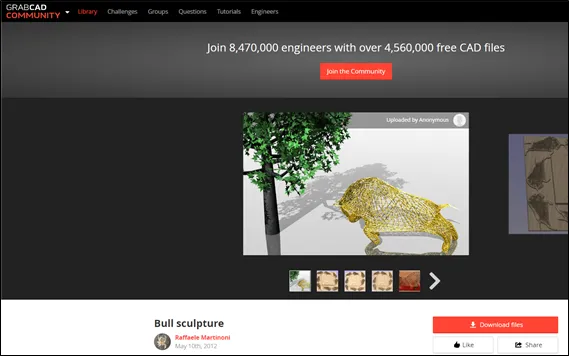 GRABCAD
COMMUNITY
Library Challenges Groups Questions Tutorials Engineers
Join 8,470,000 engineers with over 4,560,000 free CAD files
Join the Community
Uploaded by Anonymous
Bull sculpture
Raffaele Martinoni
May 10th, 2012
Download files
Like
Share